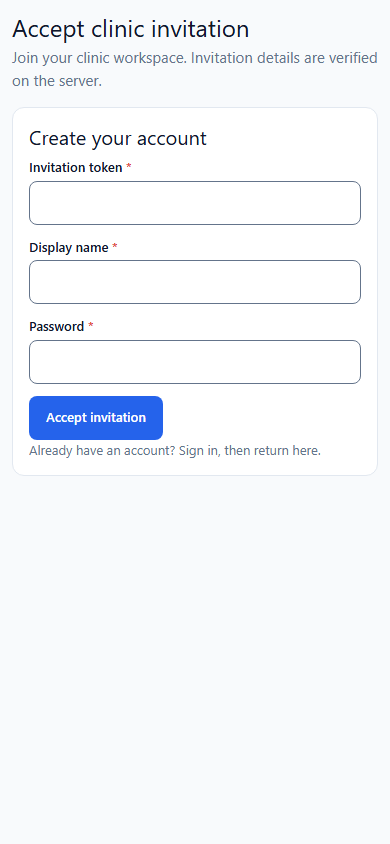 Accept clinic invitation
Join your clinic workspace. Invitation details are verified
on the server.
Create your account
Invitation token *
Display name *
Password *
Accept invitation
Already have an account? Sign in, then return here.